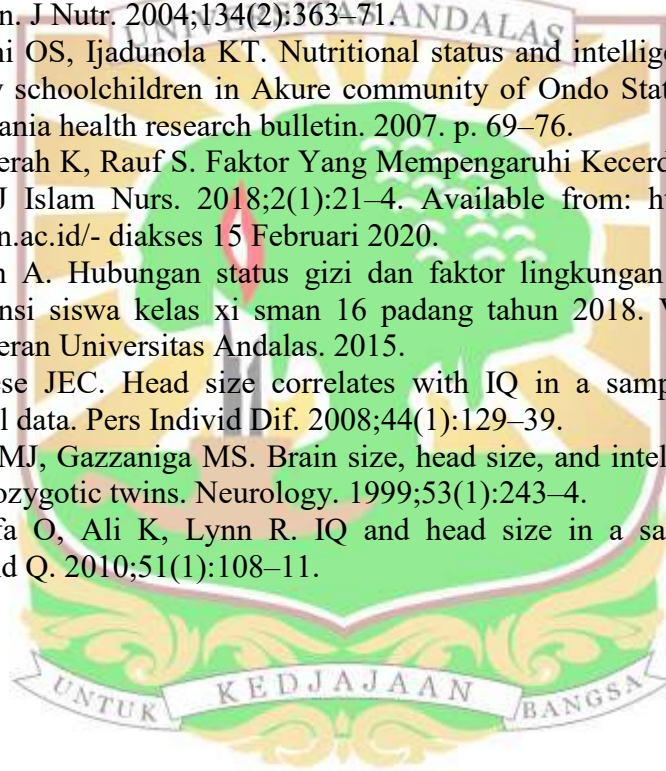 n. J Nutr. 2004;134(2):363–71.
UNIVERSITAS ANDALAS
ni OS, Ijadunola KT. Nutritional status and intellige
y schoolchildren in Akure community of Ondo Stat
ania health research bulletin. 2007. p. 69–76.
erah K, Rauf S. Faktor Yang Mempengaruhi Kecerd
J Islam Nurs. 2018;2(1):21–4. Available from: h
n.ac.id/- diakses 15 Februari 2020.
n A. Hubungan status gizi dan faktor lingkungan
nsi siswa kelas xi sman 16 padang tahun 2018. V
eran Universitas Andalas. 2015.
ese JEC. Head size correlates with IQ in a samp
l data. Pers Individ Dif. 2008;44(1):129–39.
MJ, Gazzaniga MS. Brain size, head size, and intel
ozygotic twins. Neurology. 1999;53(1):243–4.
fa O, Ali K, Lynn R. IQ and head size in a sa
d Q. 2010;51(1):108–11.
UNTUK KEDJAJAAN BANGSA